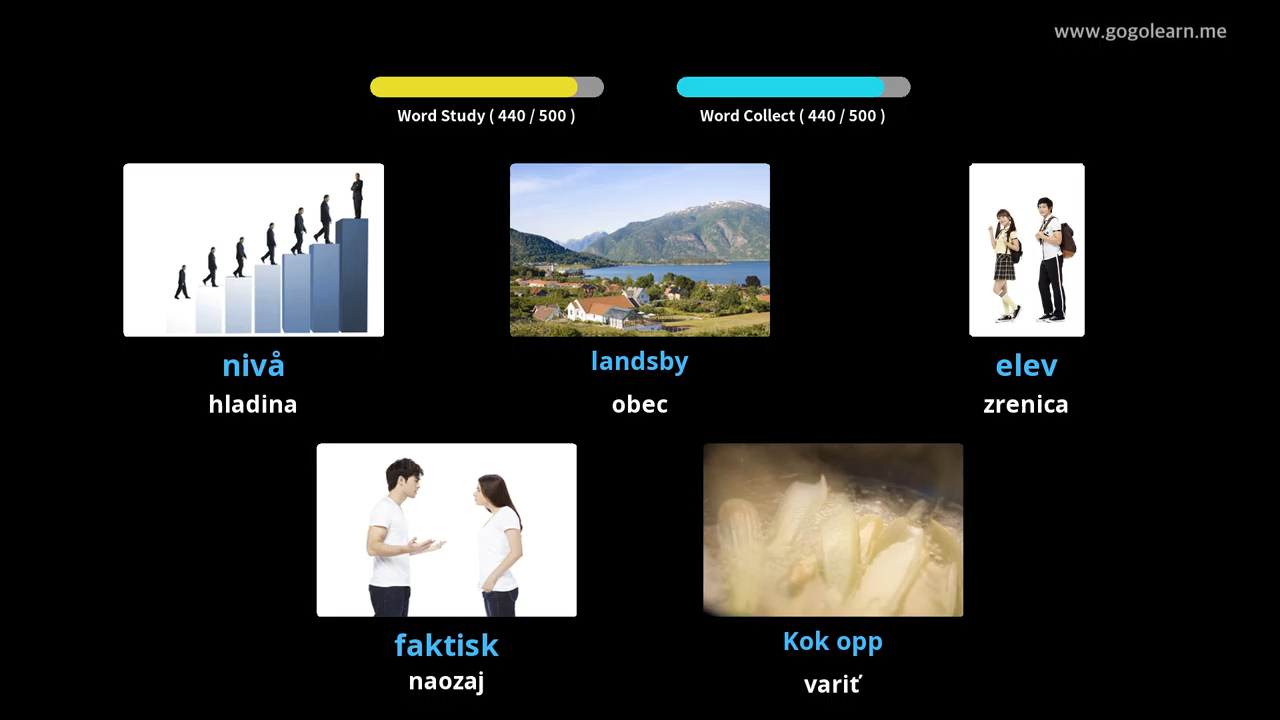 www.gogolearn.me
Word Study ( 440 / 500 )
Word Collect ( 440 / 500 )
nivå
hladina
landsby
obec
elev
zrenica
faktisk
naozaj
Kok opp
variť